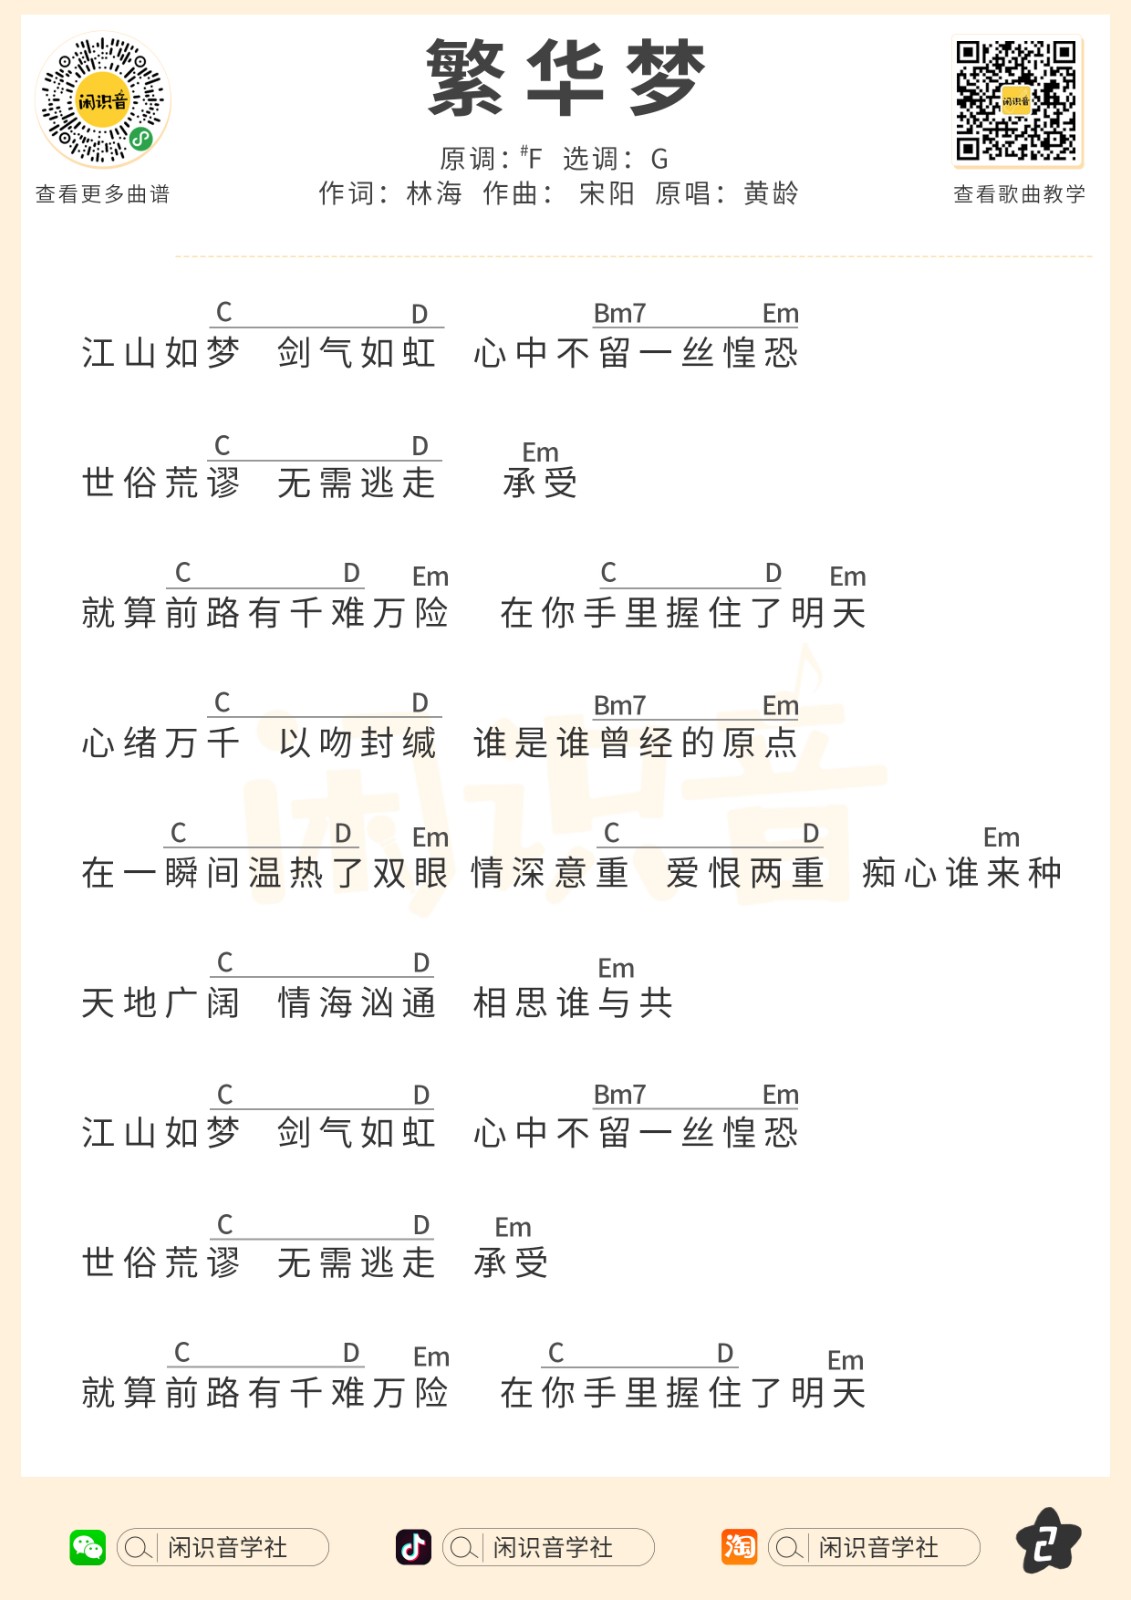 闲识音
查看更多曲谱
繁华梦
原调：#F 选调：G
作词：林海 作曲： 宋阳 原唱：黄龄
闲识音
查看歌曲教学
C D Bm7 Em
江山如梦 剑气如虹 心中不留一丝惶恐
C D Em
世俗荒谬 无需逃走 承受
C D Em C D Em
就算前路有千难万险 在你手里握住了明天
C D Bm7 Em
心绪万千 以吻封缄 谁是谁曾经的原点
C D Em C D Em
在一瞬间温热了双眼 情深意重 爱恨两重 痴心谁来种
C D Em
天地广阔 情海汹通 相思谁与共
C D Bm7 Em
江山如梦 剑气如虹 心中不留一丝惶恐
C D Em
世俗荒谬 无需逃走 承受
C D Em C D Em
就算前路有千难万险 在你手里握住了明天
闲识音
闲识音学社 闲识音学社 淘 闲识音学社 2